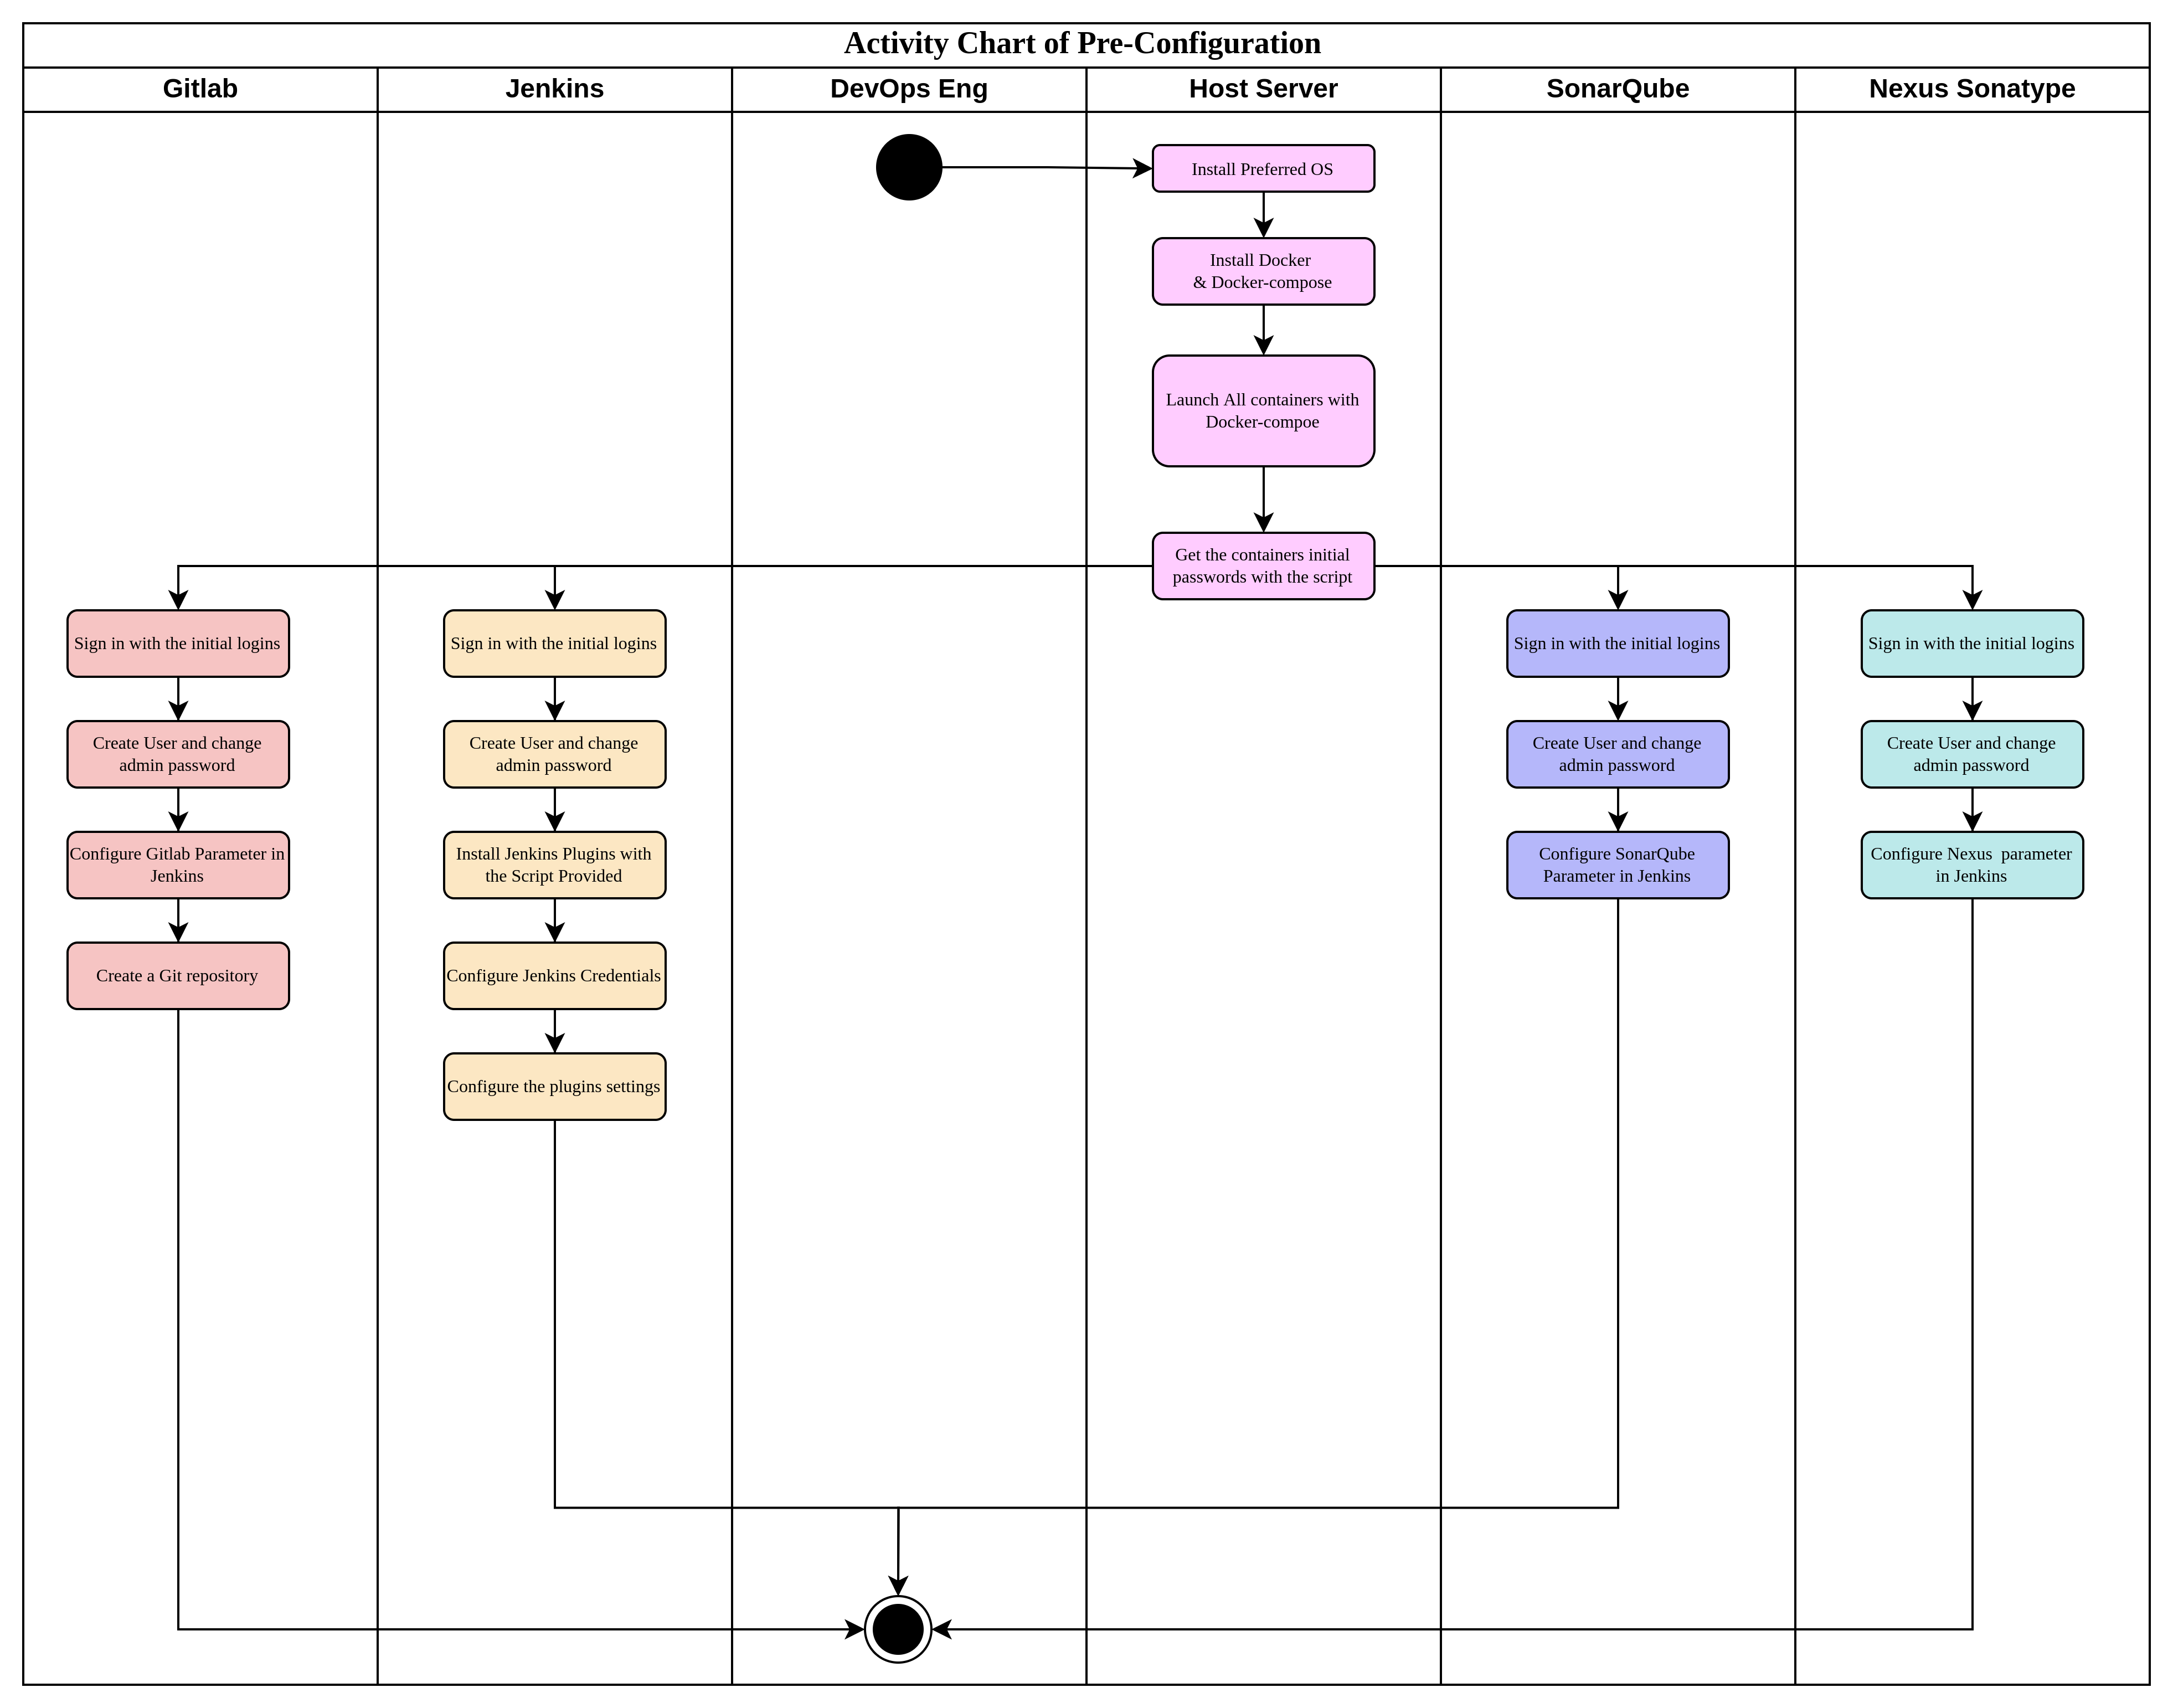 Activity Chart of Pre-Configuration
Gitlab
Jenkins
DevOps Eng
Host Server
SonarQube
Nexus Sonatype
Install Preferred OS
Install Docker
& Docker-compose
Launch All containers with
Docker-compoe
Get the containers initial
passwords with the script
Sign in with the initial logins
Create User and change
admin password
Configure Gitlab Parameter in
Jenkins
Create a Git repository
Sign in with the initial logins
Create User and change
admin password
Install Jenkins Plugins with
the Script Provided
Configure Jenkins Credentials
Configure the plugins settings
Sign in with the initial logins
Create User and change
admin password
Configure SonarQube
Parameter in Jenkins
Sign in with the initial logins
Create User and change
admin password
Configure Nexus  parameter
in Jenkins